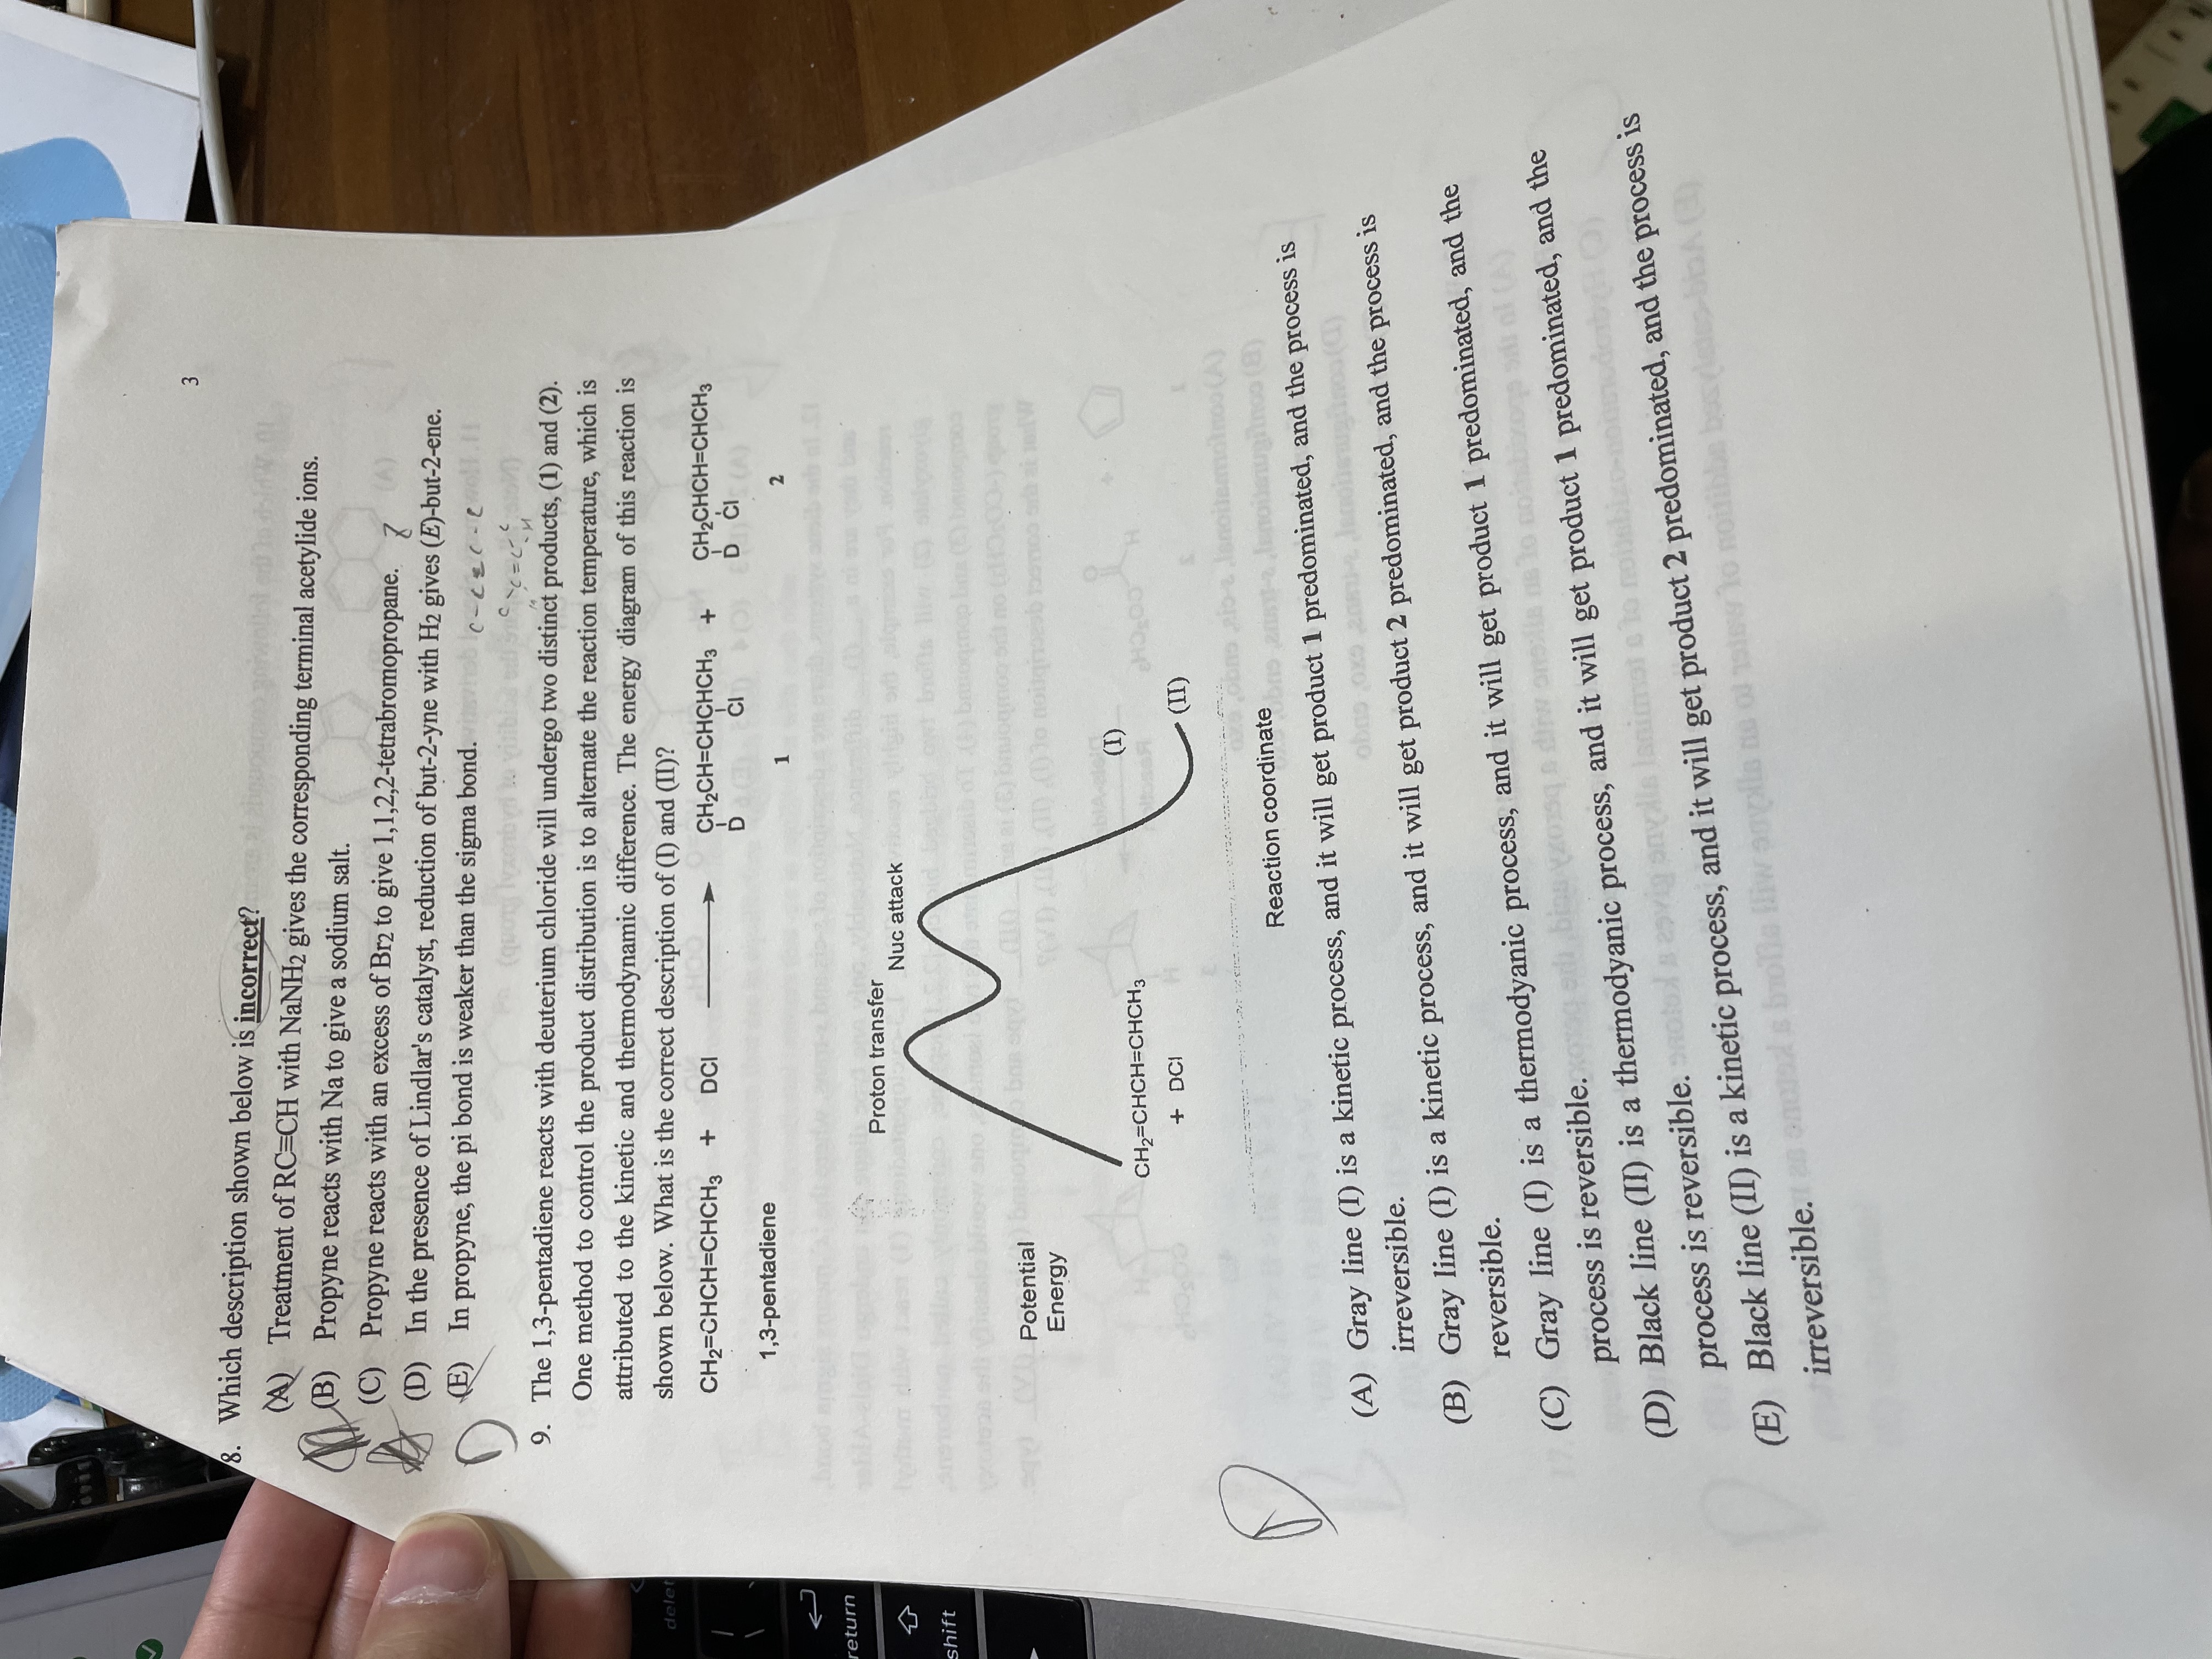 3
8. Which description shown below is incorrect?
(A) Treatment of RC≡CH with NaNH2 gives the corresponding terminal acetylide ions.
(B) Propyne reacts with Na to give a sodium salt.
(C) Propyne reacts with an excess of Br2 to give 1,1,2,2-tetrabromopropane.
(D) In the presence of Lindlar's catalyst, reduction of but-2-yne with H2 gives (E)-but-2-ene.
(E) In propyne, the pi bond is weaker than the sigma bond.
D
C-C≡C-C
9. The 1,3-pentadiene reacts with deuterium chloride will undergo two distinct products, (1) and (2).
One method to control the product distribution is to alternate the reaction temperature, which is
attributed to the kinetic and thermodynamic difference. The energy diagram of this reaction is
shown below. What is the correct description of (I) and (II)?
CH2=CHCH=CHCH3 + DCl CH2CH=CHCHCH3 + CH2CHCH=CHCH3
D Cl D Cl
1,3-pentadiene 1 2
Proton transfer
Nuc attack
Potential
Energy
(I)
CH2=CHCH=CHCH3
+ DCl
(II)
Reaction coordinate
D
(A) Gray line (I) is a kinetic process, and it will get product 1 predominated, and the process is
irreversible.
(B) Gray line (I) is a kinetic process, and it will get product 2 predominated, and the process is
reversible.
(C) Gray line (I) is a thermodyanic process, and it will get product 1 predominated, and the
process is reversible.
(D) Black line (II) is a thermodyanic process, and it will get product 1 predominated, and the
process is reversible.
(E) Black line (II) is a kinetic process, and it will get product 2 predominated, and the process is
irreversible.
delet
return
shift